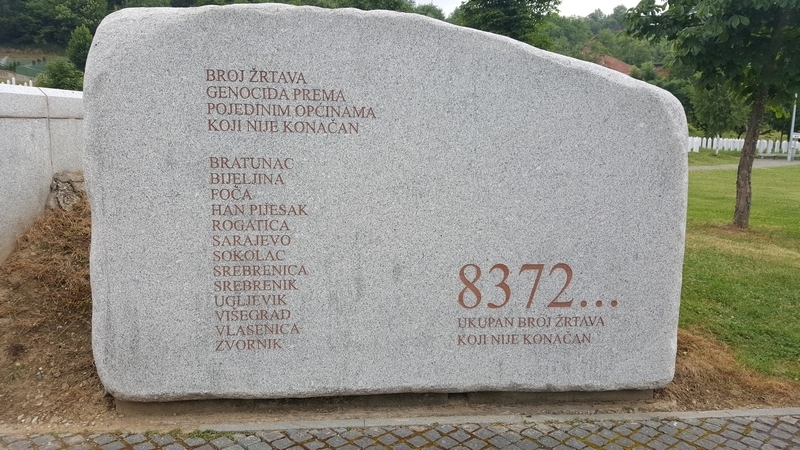 BROJ ŽRTAVA
GENOCIDA PREMA
POJEDINIM OPĆINAMA
KOJI NIJE KONAČAN
BRATUNAC
BIJELJINA
FOČA
HAN PIJESAK
ROGATICA
SARAJEVO
SOKOLAC
SREBRENICA
SREBRENIK
UGLJEVIK
VIŠEGRAD
VLASENICA
ZVORNIK
8372...
UKUPAN BROJ ŽRTAVA
KOJI NIJE KONAČAN